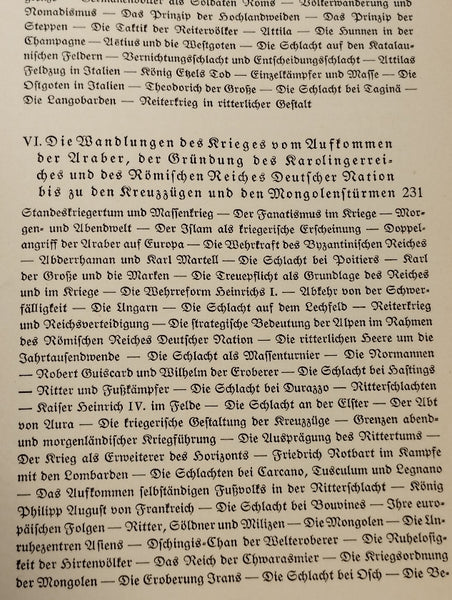 grenze — Germanenvölker als Soldaten Roms — Völkerwanderung und
Nomadismus — Das Prinzip der Hochlandweiden — Das Prinzip der
Steppen — Die Taktik der Reitervölker — Attila — Die Hunnen in der
Champagne — Aëtius und die Westgoten — Die Schlacht auf den Katalau-
nischen Feldern — Vernichtungsschlacht und Entscheidungsschlacht — Attilas
Feldzug in Italien — König Etzels Tod — Einzelkämpfer und Masse — Die
Ostgoten in Italien — Theodorich der Große — Die Schlacht bei Taginä —
Die Langobarden — Reiterkrieg in ritterlicher Gestalt
VI. Die Wandlungen des Krieges vom Aufkommen
der Araber, der Gründung des Karolingerrei-
ches und des Römischen Reiches Deutscher Nation
bis zu den Kreuzzügen und den Mongolenstürmen 231
Standeskriegertum und Massenkrieg — Der Fanatismus im Kriege — Mor-
gen- und Abendwelt — Der Islam als kriegerische Erscheinung — Doppel-
angriff der Araber auf Europa — Die Wehrkraft des Byzantinischen Reiches
— Abderrhaman und Karl Martell — Die Schlacht bei Poitiers — Karl
der Große und die Marken — Die Treuepflicht als Grundlage des Reiches
und im Kriege — Die Wehrreform Heinrichs I. — Abkehr von der Schwer-
fälligkeit — Die Ungarn — Die Schlacht auf dem Lechfeld — Reiterkrieg
und Reichsverteidigung — Die strategische Bedeutung der Alpen im Rahmen
des Römischen Reiches Deutscher Nation — Die ritterlichen Heere um die
Jahrtausendwende — Die Schlacht als Massenturnier — Die Normannen
— Robert Guiscard und Wilhelm der Eroberer — Die Schlacht bei Hastings
— Ritter und Fußkämpfer — Die Schlacht bei Durazzo — Ritterschlachten
— Kaiser Heinrich IV. im Felde — Die Schlacht an der Elster — Der Abt
von Aura — Die kriegerische Gestaltung der Kreuzzüge — Grenzen abend-
und morgenländischer Kriegführung — Die Ausprägung des Rittertums —
Der Krieg als Erweiterer des Horizonts — Friedrich Rotbart im Kampfe
mit den Lombarden — Die Schlachten bei Carcano, Tusculum und Legnano
— Das Aufkommen selbständigen Fußvolks in der Ritterschlacht — König
Philipp August von Frankreich — Die Schlacht bei Bouvines — Ihre euro-
päischen Folgen — Ritter, Söldner und Milizen — Die Mongolen — Die Un-
ruhezentren Asiens — Dschingis-Chan der Welteroberer — Die Ruhelosig-
keit der Hirtenvölker — Das Reich der Chwarasmier — Die Kriegsordnung
der Mongolen — Die Eroberung Irans — Die Schlacht bei Osch — Die Be-